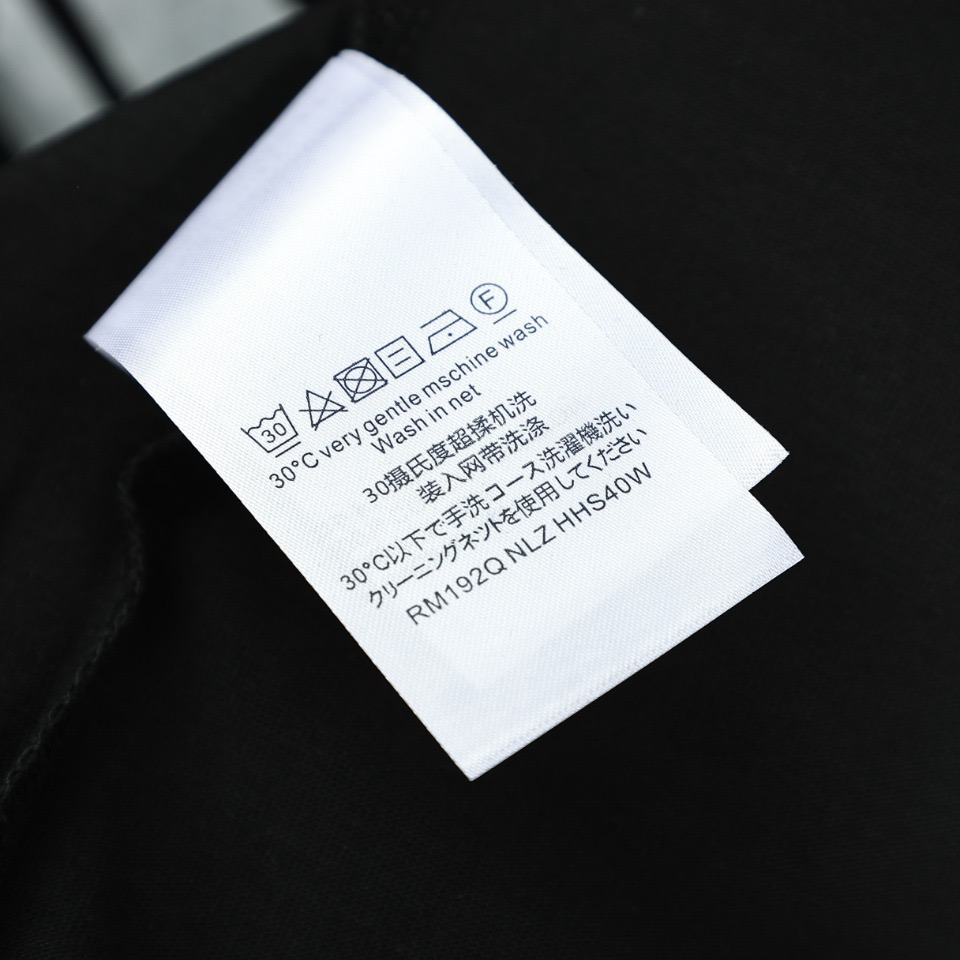 30 F
30°C very gentle mschine wash
Wash in net
30摄氏度超揉机洗
装入网带洗涤
30°C以下で手洗コース洗濯機洗い
クリーニングネットを使用してください
RM192Q NLZ HHS40W